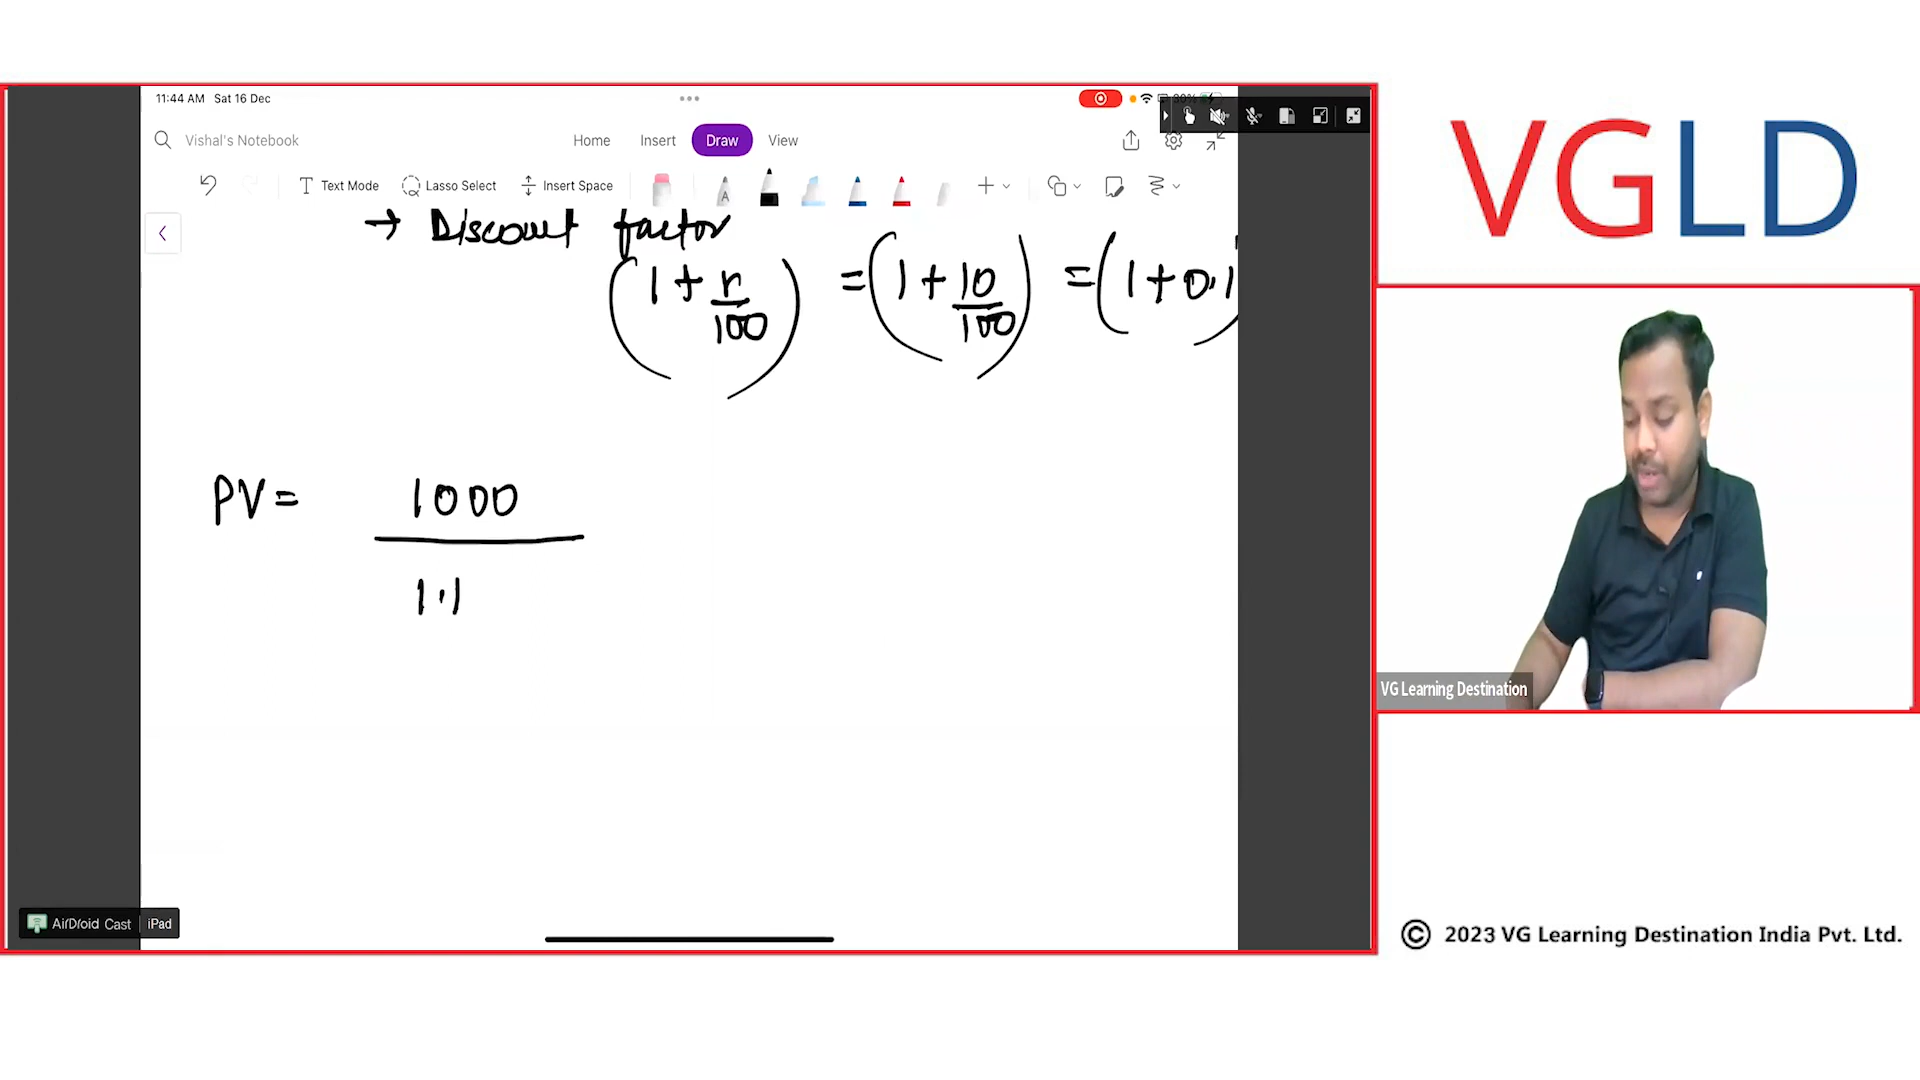 11:44 AM Sat 16 Dec
30%
Vishal's Notebook
Home Insert Draw View
Text Mode Lasso Select Insert Space
A
→ Discount factor
(1 + r/100) = (1 + 10/100) = (1 + 0.1)
PV = 1000
1.1
AirDroid Cast iPad
VGLD
VG Learning Destination
© 2023 VG Learning Destination India Pvt. Ltd.